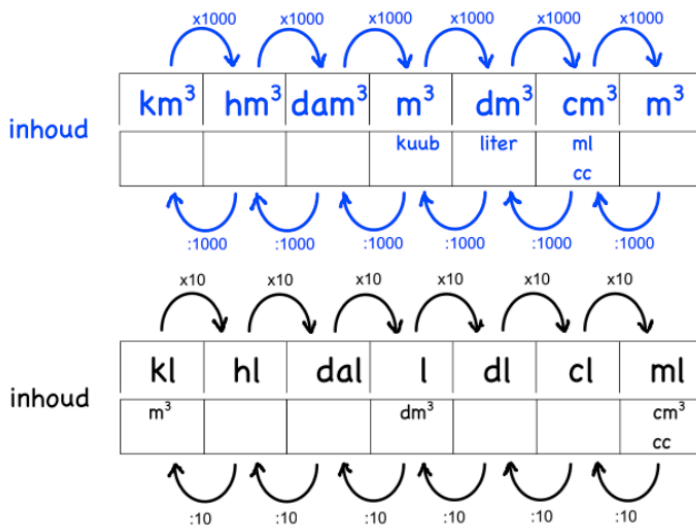 x1000 x1000 x1000 x1000 x1000 x1000
km³ hm³ dam³ m³ dm³ cm³ m³
inhoud
kuub liter ml
cc
:1000 :1000 :1000 :1000 :1000 :1000
x10 x10 x10 x10 x10 x10
kl hl dal l dl cl ml
inhoud
m³ dm³ cm³
cc
:10 :10 :10 :10 :10 :10